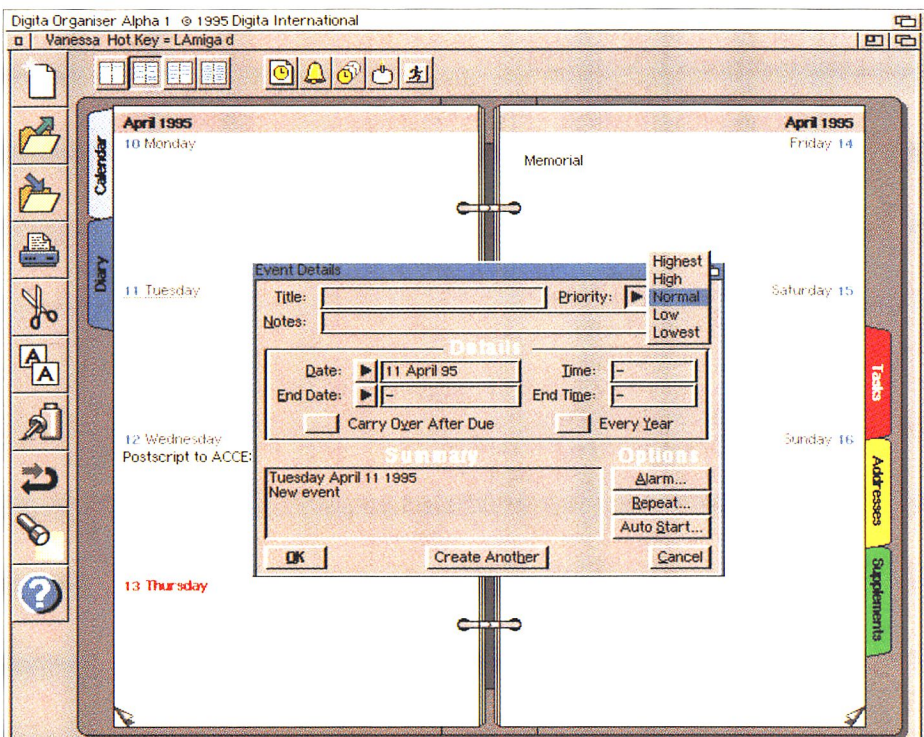 Digita Organiser Alpha 1 © 1995 Digita International
Vanessa Hot Key = LAmiga d
Calendar
Diary
April 1995
10 Monday
11 Tuesday
12 Wednesday
Postscript to ACCE
13 Thursday
April 1995
Friday 14
Memorial
Saturday 15
Sunday 16
Tasks
Addresses
Supplements
Event Details
Title:
Priority:
Highest
High
Normal
Low
Lowest
Notes:
Details
Date: 11 April 95
Time: -
End Date: -
End Time: -
Carry Over After Due
Every Year
Summary
Tuesday April 11 1995
New event
Options
Alarm...
Repeat...
Auto Start...
OK
Create Another
Cancel
A
A
?